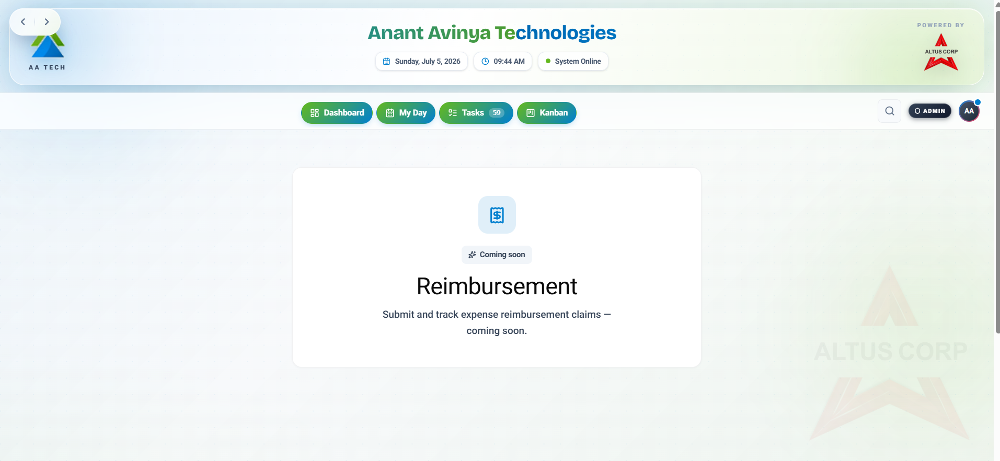 Anant Avinya Technologies
POWERED BY
ALTUS CORP
AA TECH
Sunday, July 5, 2026
09:44 AM
System Online
Dashboard
My Day
Tasks 59
Kanban
ADMIN
AA
Coming soon
Reimbursement
Submit and track expense reimbursement claims —
coming soon.
ALTUS CORP